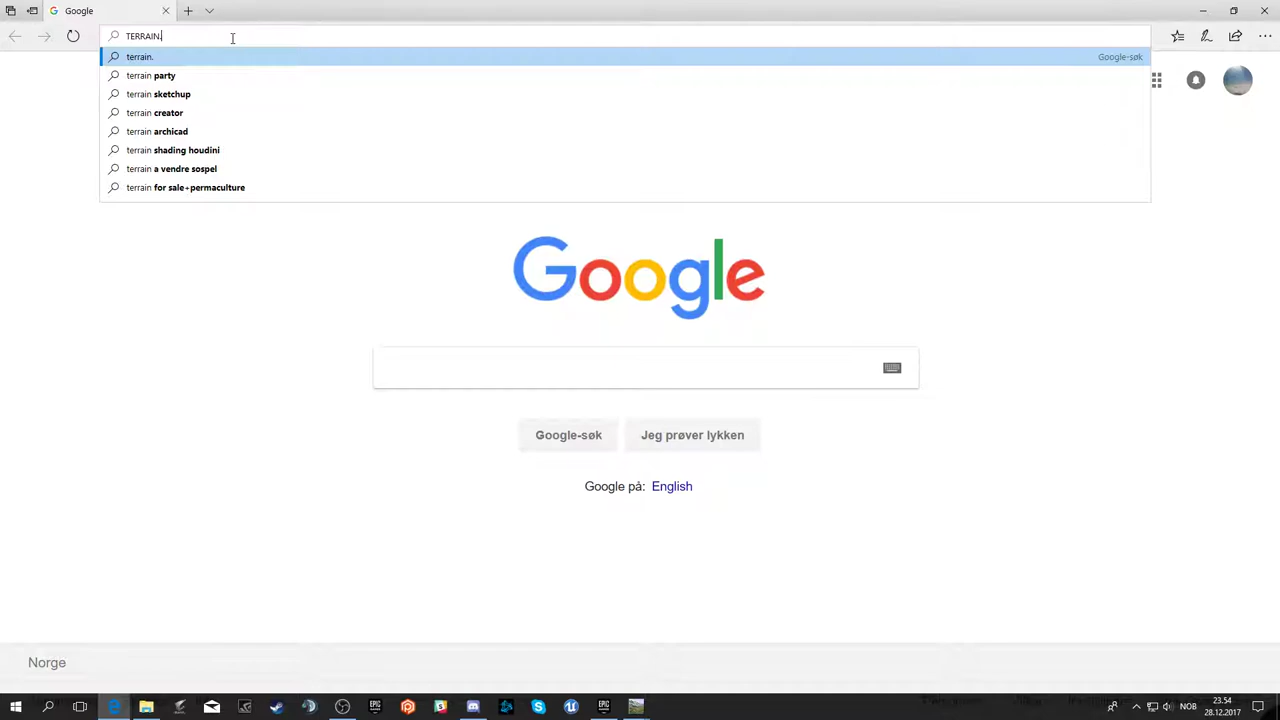 Google
TERRAIN.
terrain. Google-søk
terrain party
terrain sketchup
terrain creator
terrain archicad
terrain shading houdini
terrain a vendre sospel
terrain for sale+permaculture
Google
Google-søk Jeg prøver lykken
Google på: English
Norge
EPIC EPIC
NOB
23.54
28.12.2017